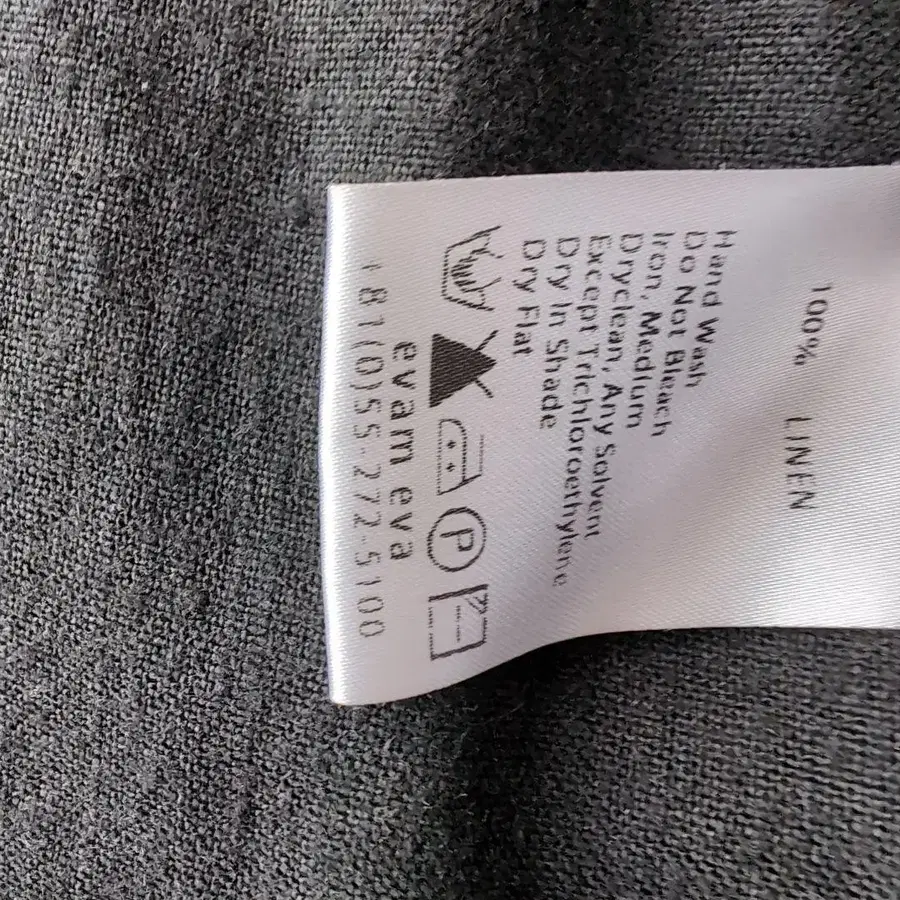 100% LINEN
Hand Wash
Do Not Bleach
Iron, Medium
Dryclean, Any Solvent
Except Trichloroethylene
Dry In Shade
Dry Flat
P
evam eva
+81(0)55-272-5100